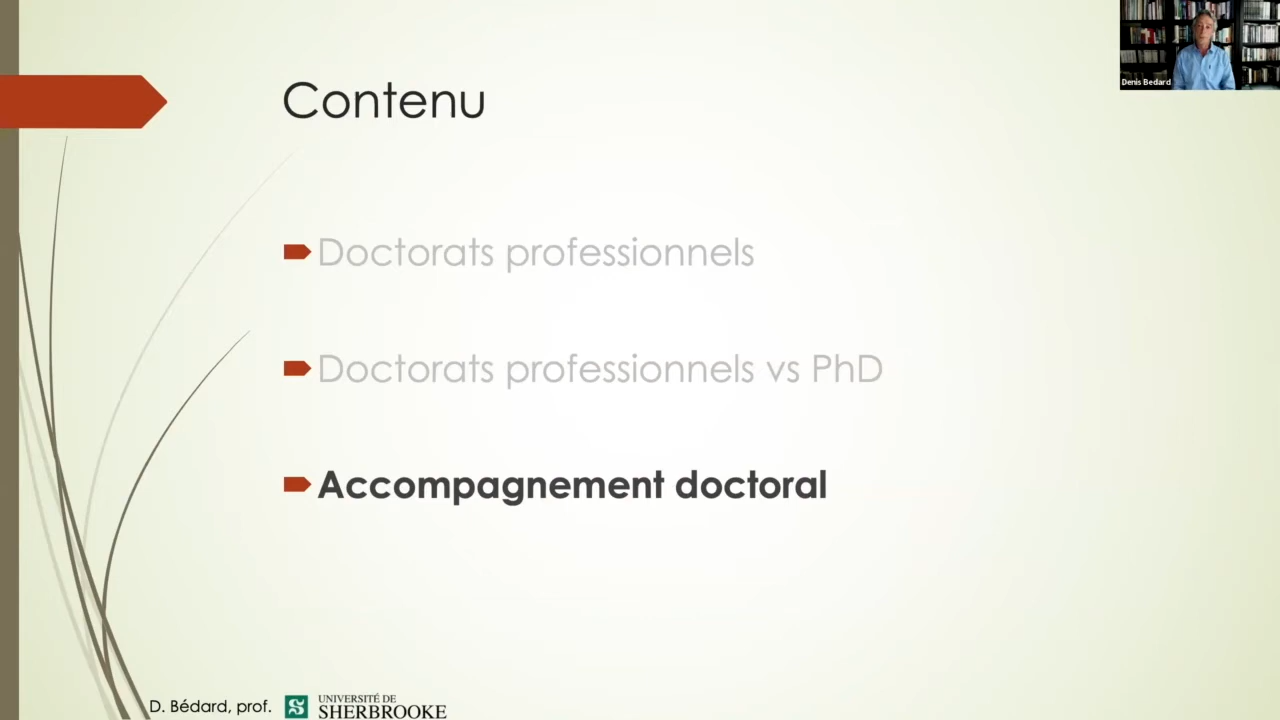 Contenu
Denis Bedard
Doctorats professionnels
Doctorats professionnels vs PhD
Accompagnement doctoral
D. Bédard, prof.
UNIVERSITÉ DE
SHERBROOKE